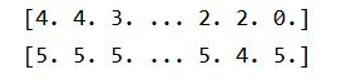 [4. 4. 3. ... 2. 2. 0.]
[5. 5. 5. ... 5. 4. 5.]